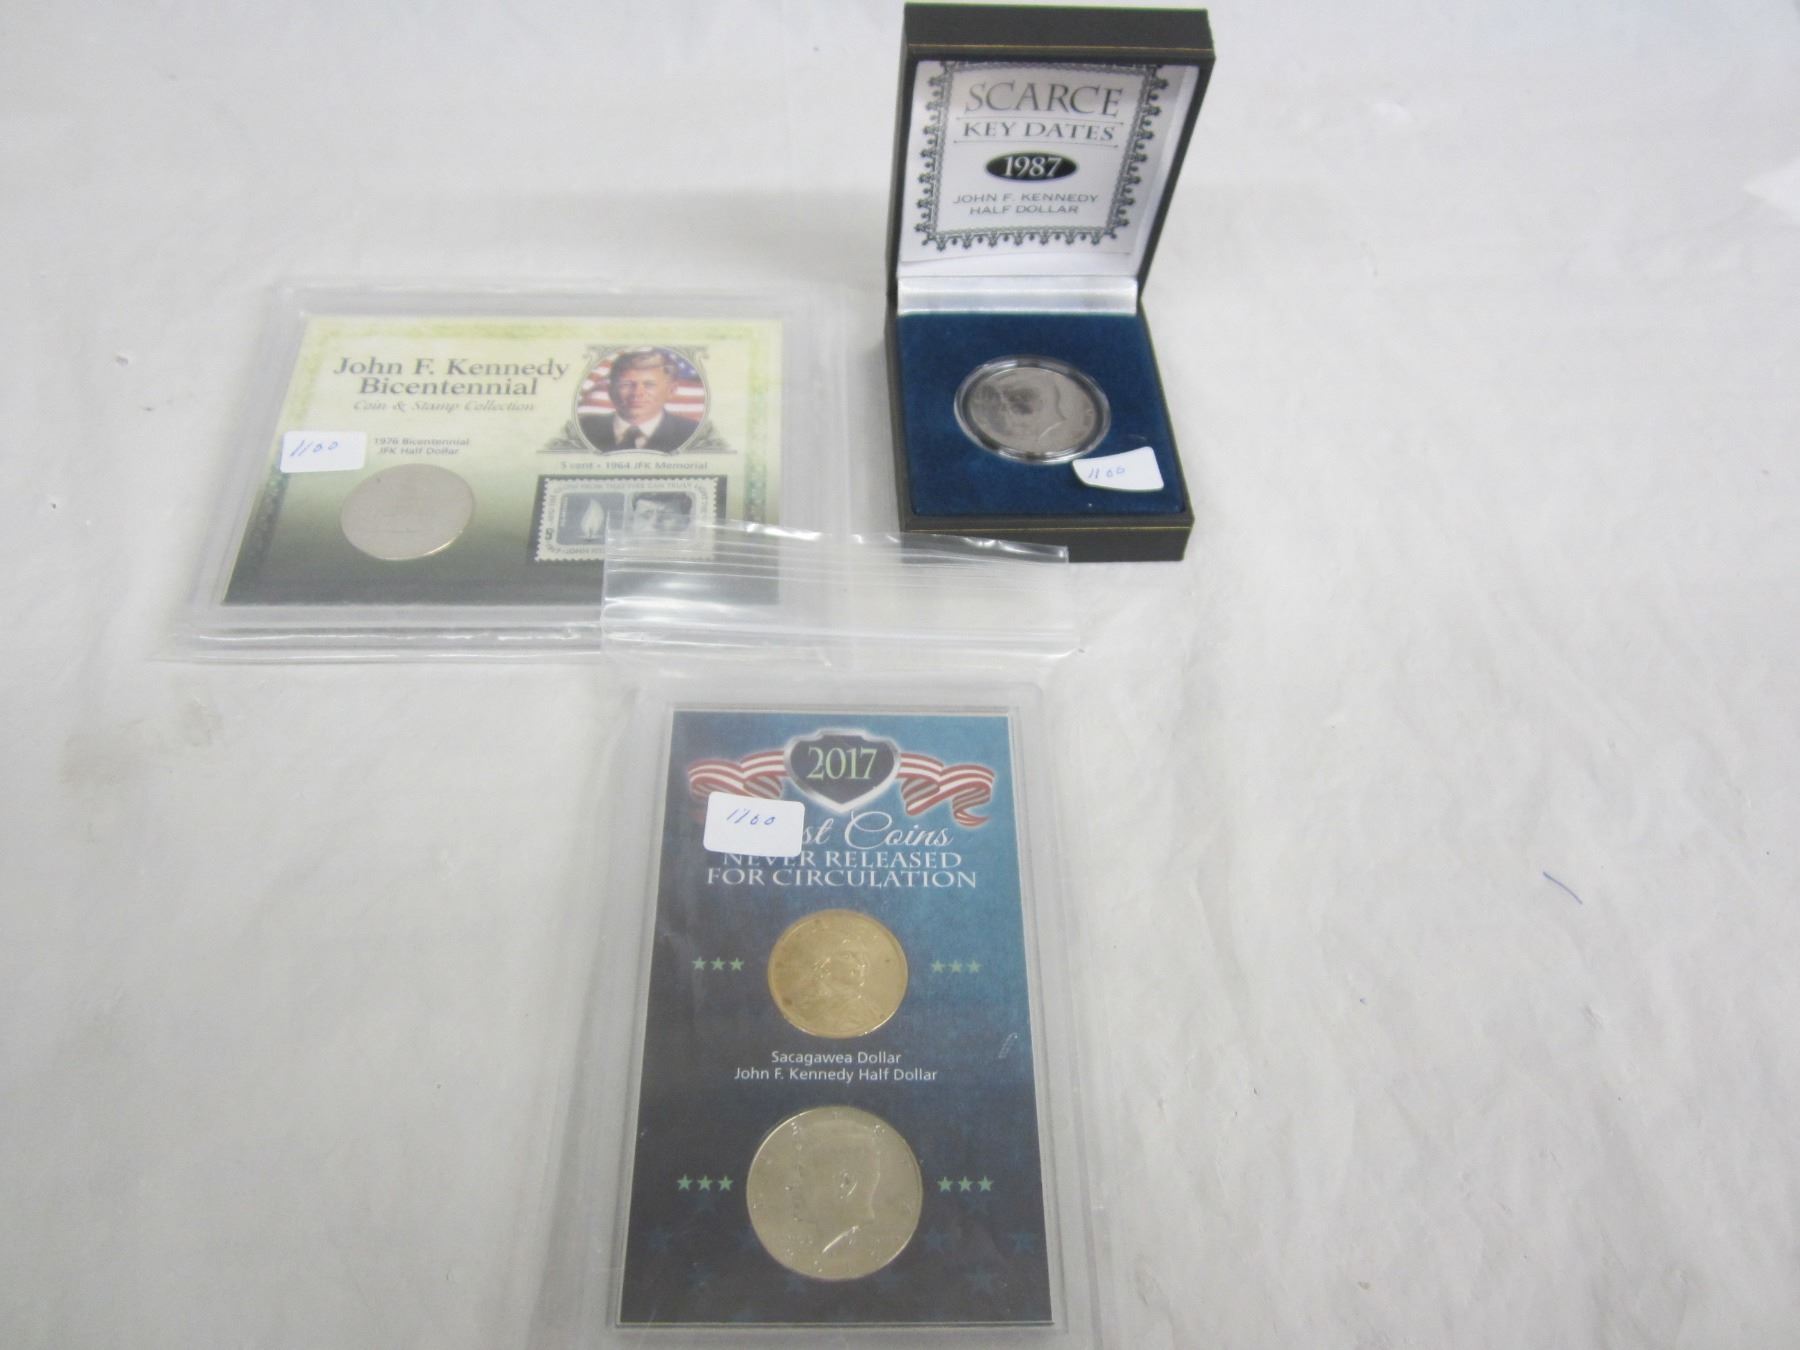 SCARCE
KEY DATES
1987
JOHN F. KENNEDY
HALF DOLLAR
1100
John F. Kennedy
Bicentennial
Coin & Stamp Collection
1100
1976 Bicentennial
JFK Half Dollar
5 cent • 1964 JFK Memorial
2017
1100
Coins
NEVER RELEASED
FOR CIRCULATION
Sacagawea Dollar
John F. Kennedy Half Dollar